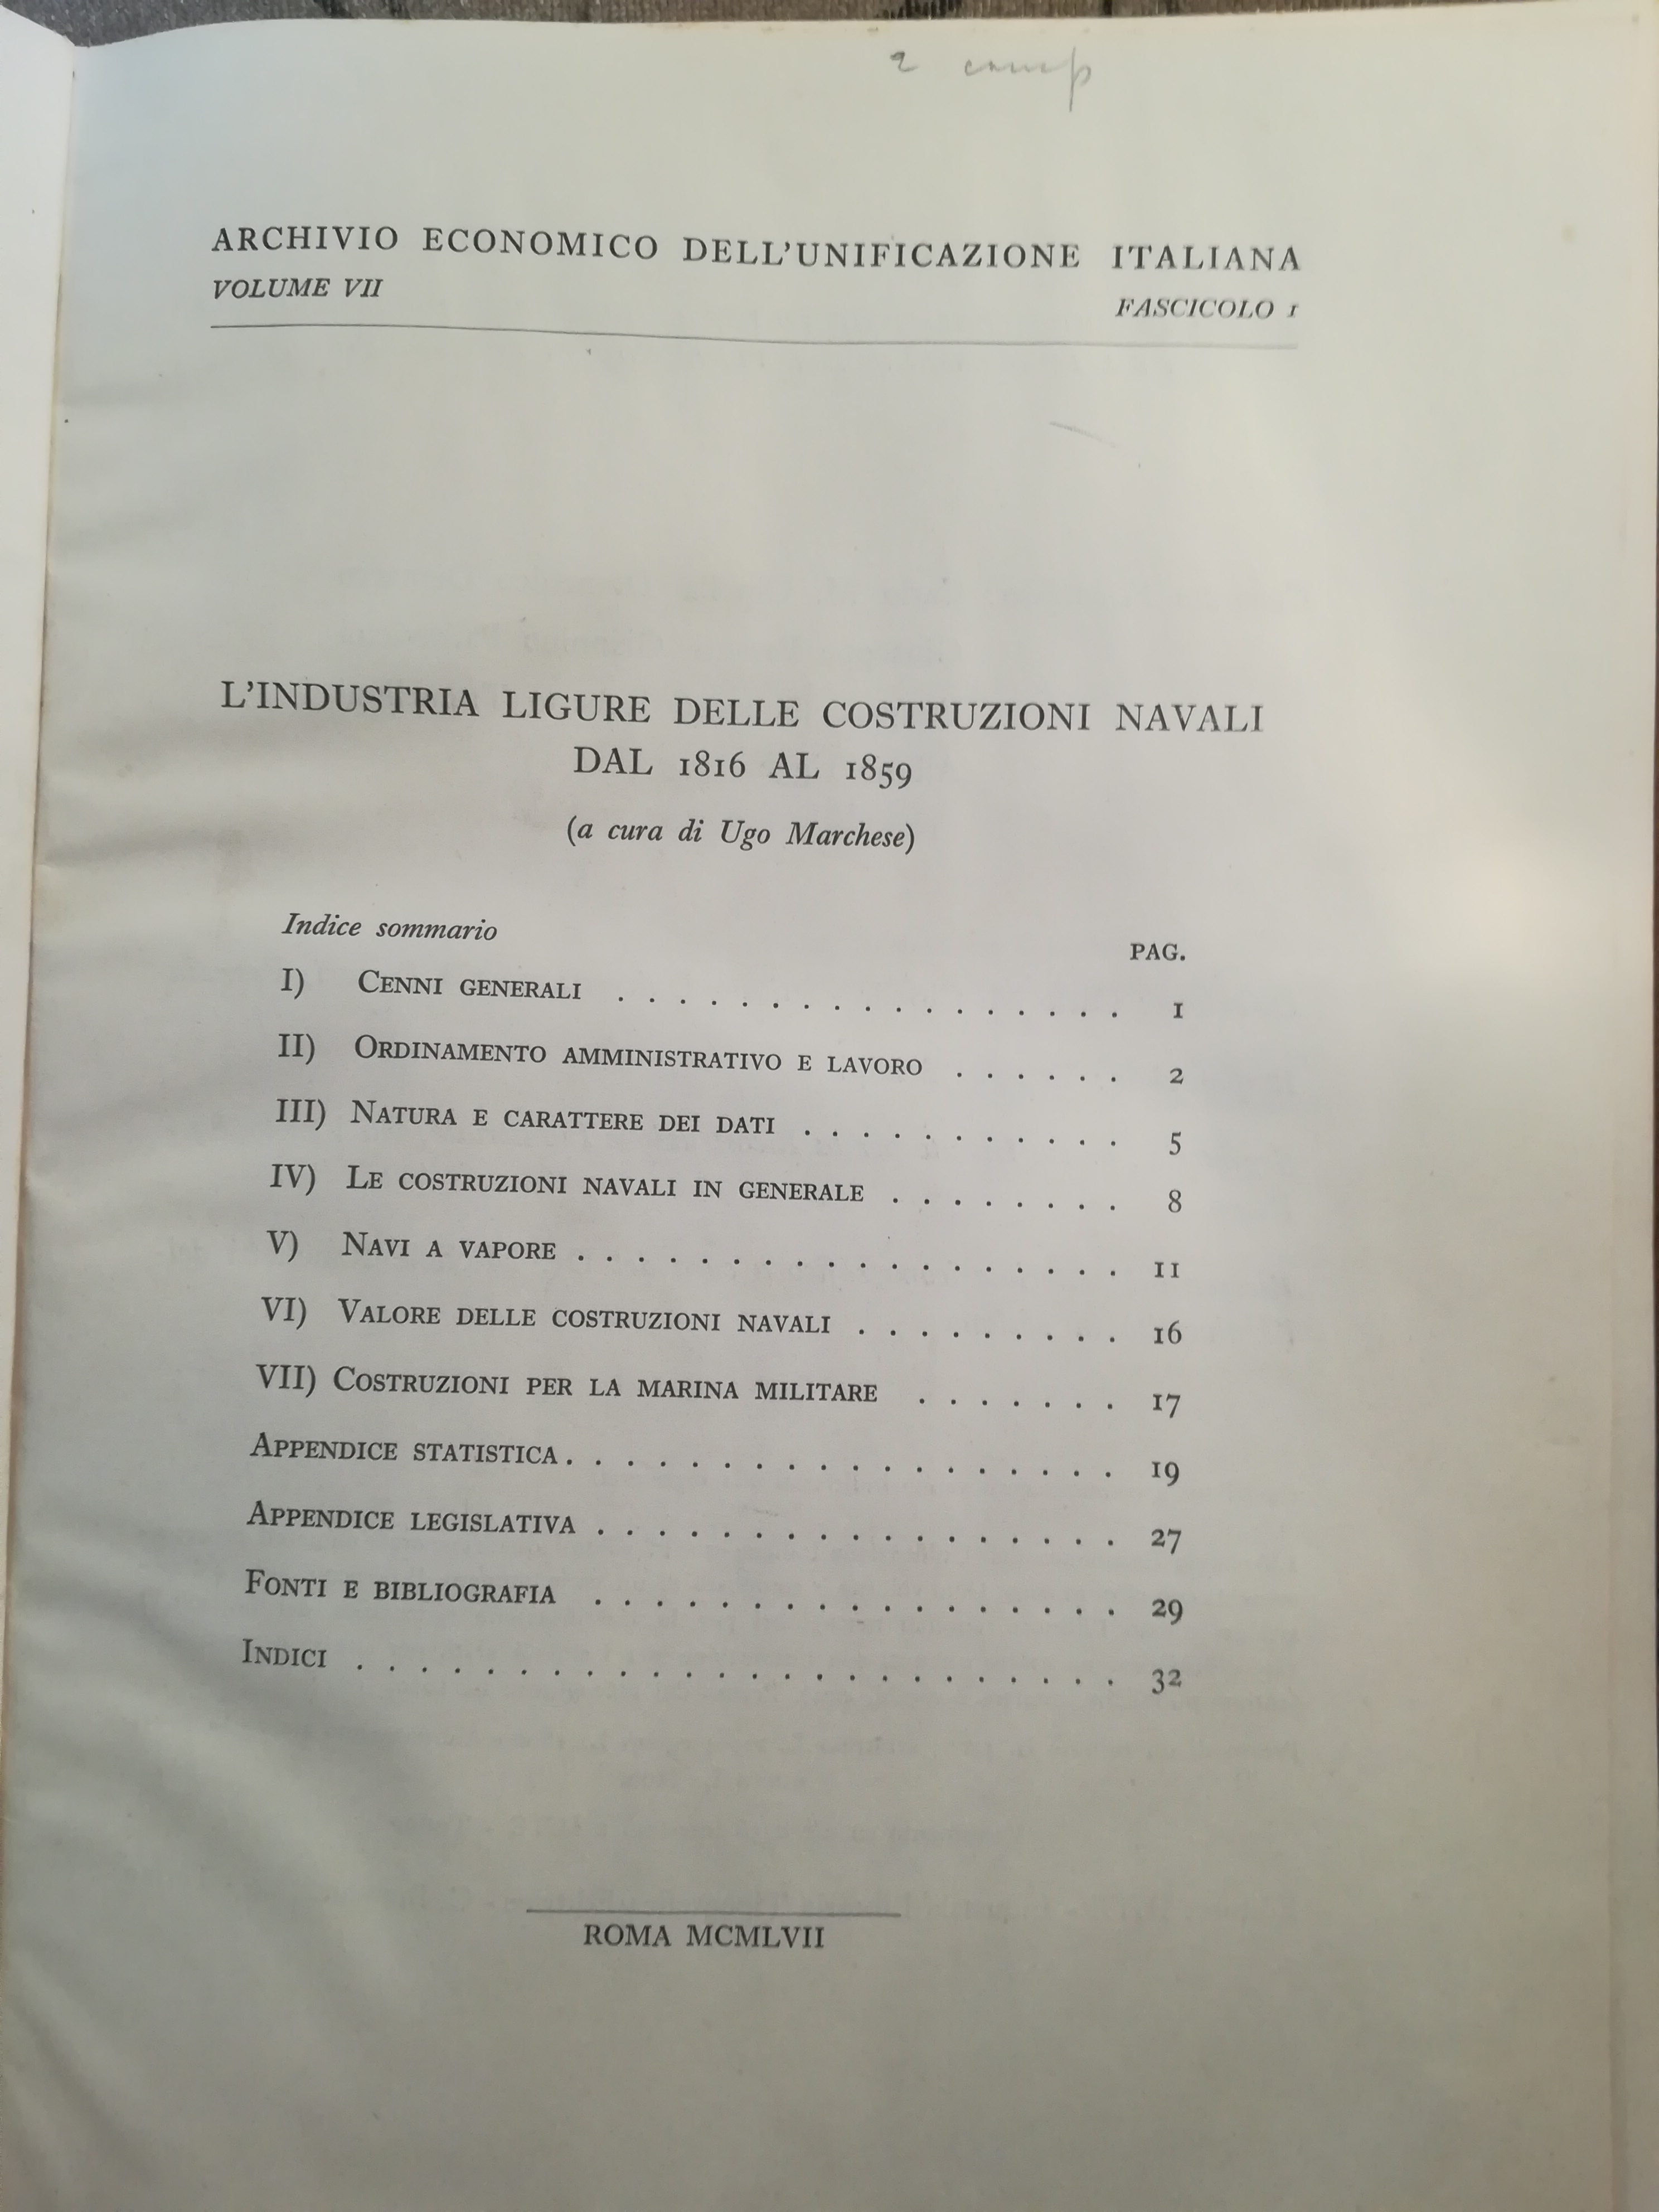 2 comp
ARCHIVIO ECONOMICO DELL'UNIFICAZIONE ITALIANA
VOLUME VII FASCICOLO 1
L'INDUSTRIA LIGURE DELLE COSTRUZIONI NAVALI
DAL 1816 AL 1859
(a cura di Ugo Marchese)
Indice sommario
PAG.
I) CENNI GENERALI . . . . . . . . . . . . . . . . . 1
II) ORDINAMENTO AMMINISTRATIVO E LAVORO . . . . . . 2
III) NATURA E CARATTERE DEI DATI . . . . . . . . . . . 5
IV) LE COSTRUZIONI NAVALI IN GENERALE . . . . . . . . 8
V) NAVI A VAPORE . . . . . . . . . . . . . . . . . . 11
VI) VALORE DELLE COSTRUZIONI NAVALI . . . . . . . . . 16
VII) COSTRUZIONI PER LA MARINA MILITARE . . . . . . . 17
APPENDICE STATISTICA . . . . . . . . . . . . . . . . . . 19
APPENDICE LEGISLATIVA . . . . . . . . . . . . . . . . . 27
FONTI E BIBLIOGRAFIA . . . . . . . . . . . . . . . . . 29
INDICI . . . . . . . . . . . . . . . . . . . . . . . . 32
ROMA MCMLVII